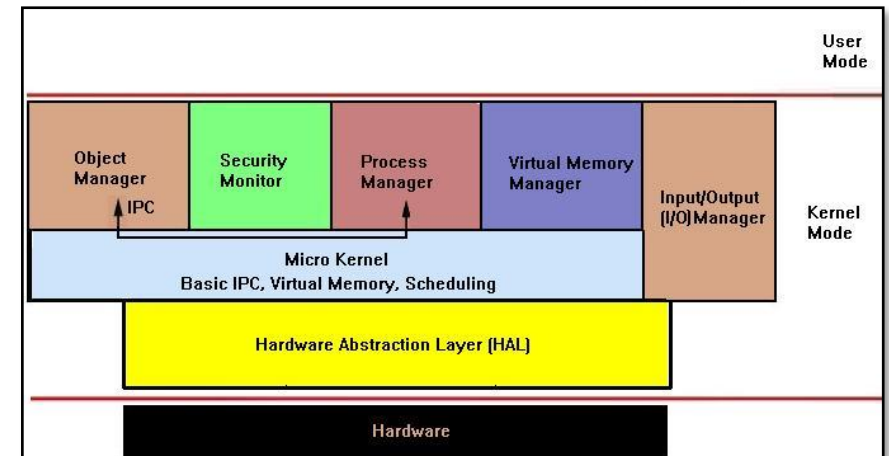 User
Mode
Object
Manager
IPC
Security
Monitor
Process
Manager
Virtual Memory
Manager
Input/Output
(I/O)Manager
Kernel
Mode
Micro Kernel
Basic IPC, Virtual Memory, Scheduling
Hardware Abstraction Layer (HAL)
Hardware